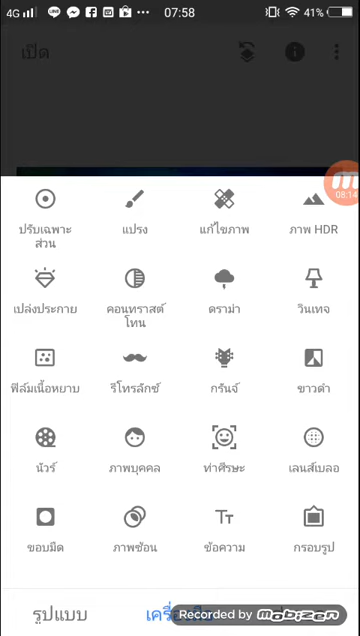 4G 07:58 41%
เปิด
08:14
ปรับเฉพาะ
ส่วน
แปรง
แก้ไขภาพ
ภาพ HDR
เปล่งประกาย
คอนทราสต์
โทน
ดราม่า
วินเทจ
ฟิล์มเนื้อหยาบ
รีโทรลักซ์
กรันจ์
ขาวดำ
นัวร์
ภาพบุคคล
ท่าศีรษะ
เลนส์เบลอ
ขอบมืด
ภาพซ้อน
ข้อความ
กรอบรูป
รูปแบบ
Recorded by mobizen